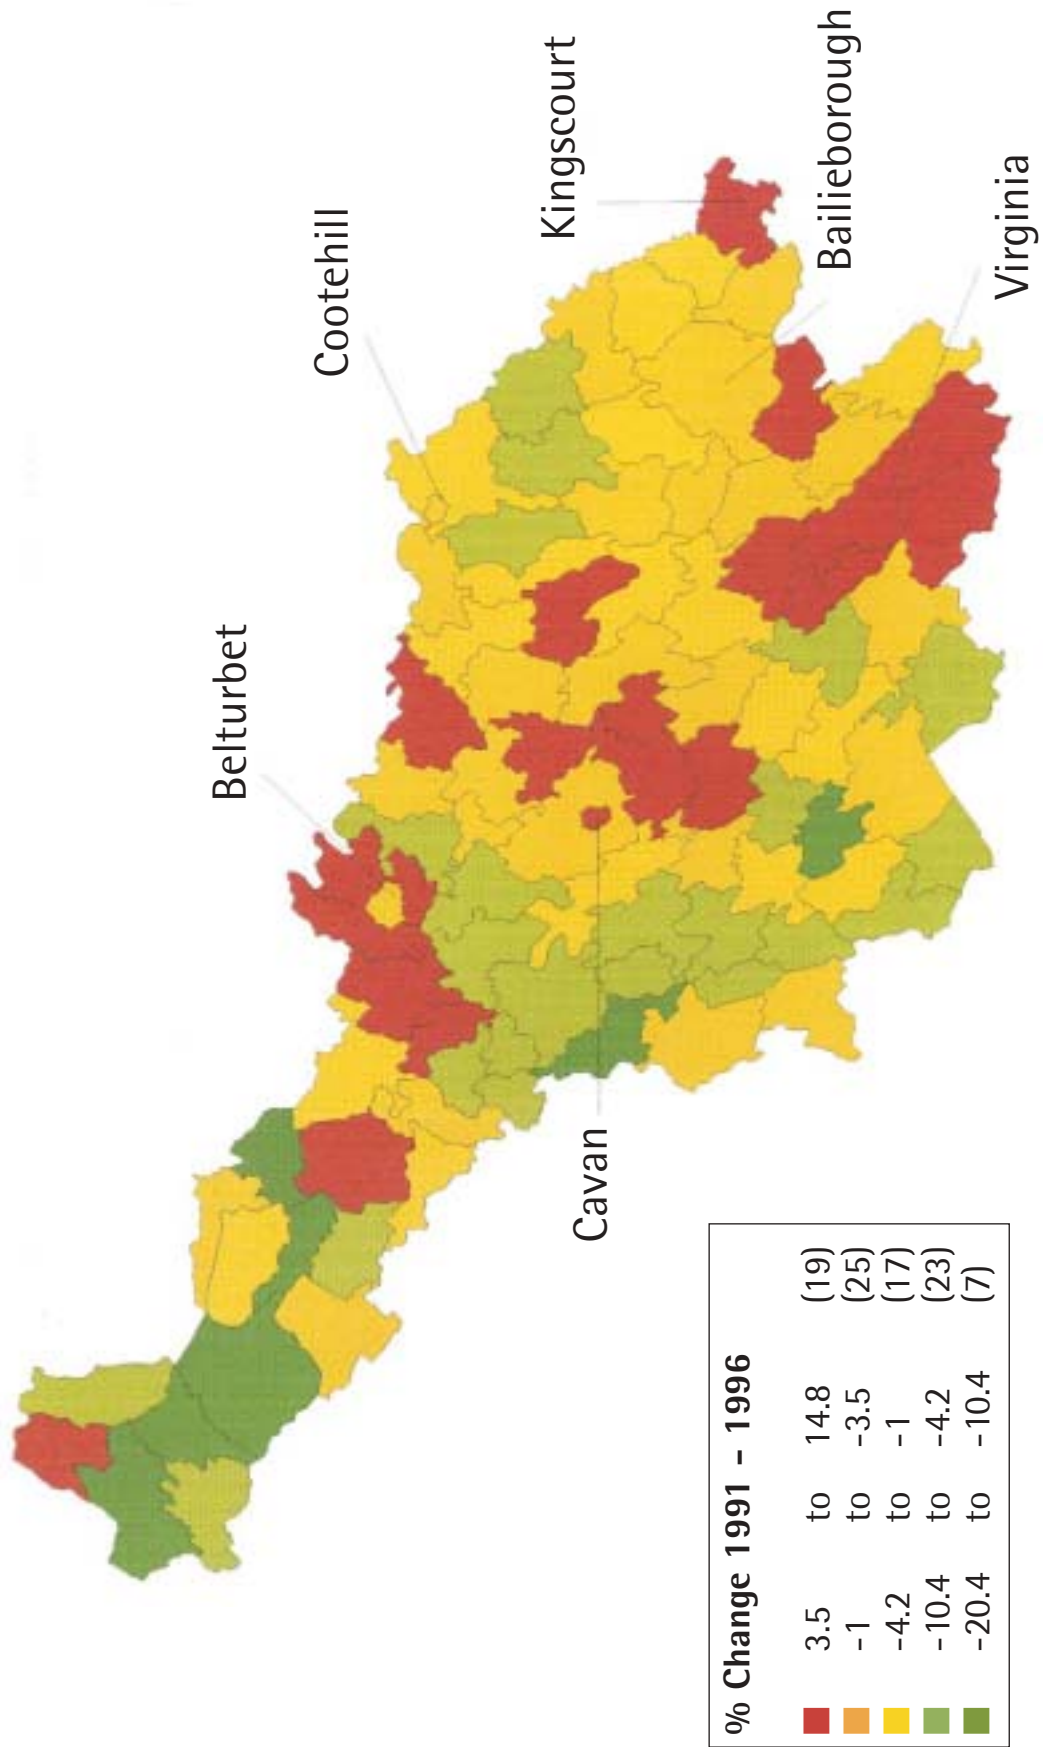 Belturbet
Cootehill
Kingscourt
Bailieborough
Virginia
Cavan
% Change 1991 - 1996
3.5 to 14.8 (19)
-1 to -3.5 (25)
-4.2 to -1 (17)
-10.4 to -4.2 (23)
-20.4 to -10.4 (7)